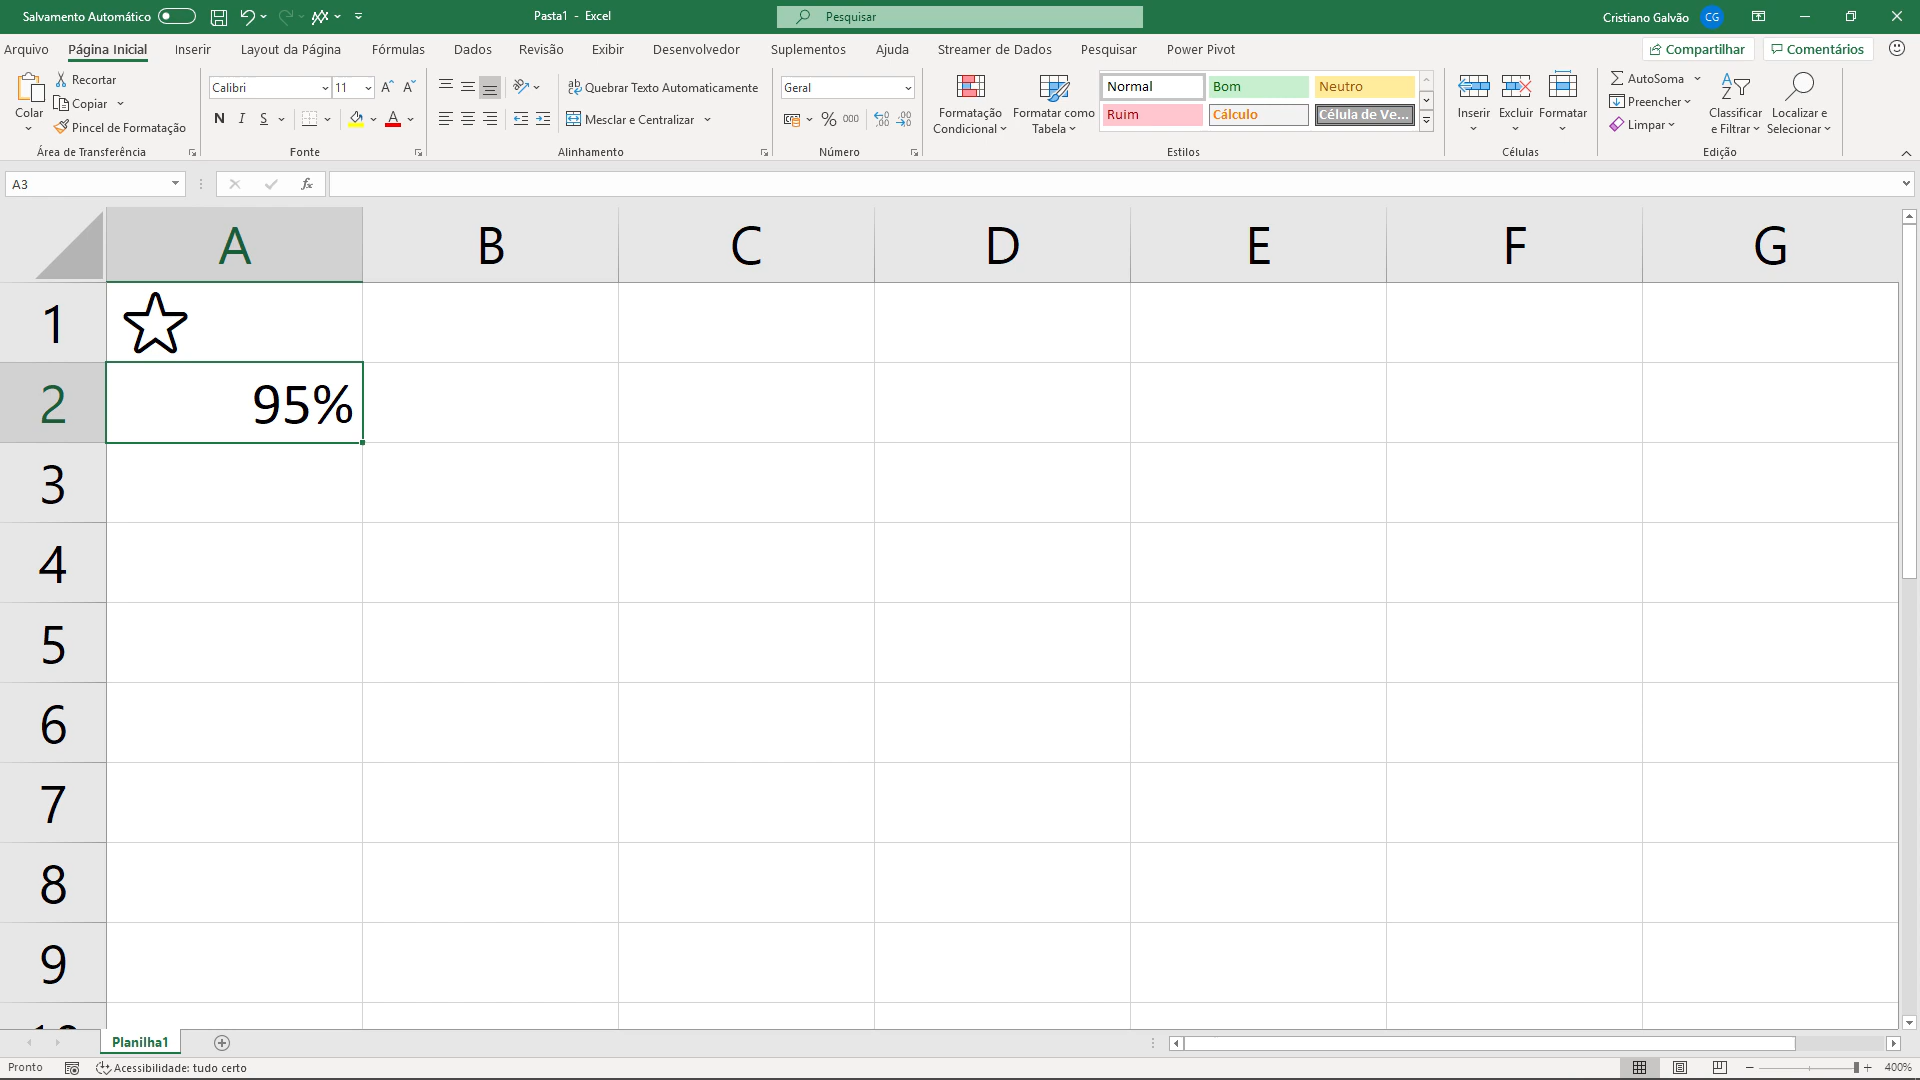 Salvamento Automático
Pasta1 - Excel
Pesquisar
Cristiano Galvão CG
Arquivo Página Inicial Inserir Layout da Página Fórmulas Dados Revisão Exibir Desenvolvedor Suplementos Ajuda Streamer de Dados Pesquisar Power Pivot
Compartilhar Comentários
Colar
Recortar
Copiar
Pincel de Formatação
Área de Transferência
Calibri 11
N I S
Fonte
Quebrar Texto Automaticamente
Mesclar e Centralizar
Alinhamento
Geral
% 000
Número
Formatação
Condicional
Formatar como
Tabela
Normal Bom Neutro
Ruim Cálculo Célula de Ve...
Estilos
Inserir Excluir Formatar
Células
AutoSoma
Preencher
Limpar
Classificar
e Filtrar
Localizar e
Selecionar
Edição
A3
fx
A B C D E F G
1
2 95%
3
4
5
6
7
8
9
10
Planilha1
Pronto
Acessibilidade: tudo certo
400%